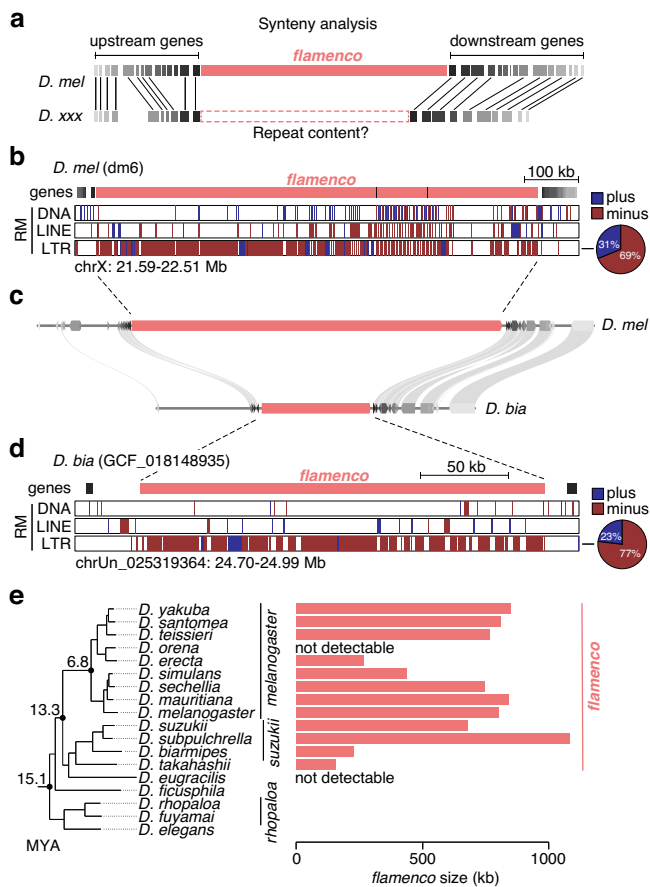 a
Synteny analysis
upstream genes
flamenco
downstream genes
D. mel
D. xxx
Repeat content?
b
D. mel (dm6)
flamenco
100 kb
genes
plus
minus
RM
DNA
LINE
LTR
31%
69%
chrX: 21.59-22.51 Mb
c
D. mel
D. bia
d
D. bia (GCF_018148935)
flamenco
50 kb
genes
plus
minus
RM
DNA
LINE
LTR
23%
77%
chrUn_025319364: 24.70-24.99 Mb
e
D. yakuba
D. santomea
D. teissieri
D. orena
not detectable
6.8
D. erecta
D. simulans
D. sechellia
D. mauritiana
13.3
D. melanogaster
D. suzukii
D. subpulchrella
D. biarmipes
D. takahashii
15.1
D. eugracilis
not detectable
D. ficusphila
D. rhopaloa
D. fuyamai
D. elegans
melanogaster
suzukii
rhopaloa
flamenco
MYA
0
500
1000
flamenco size (kb)